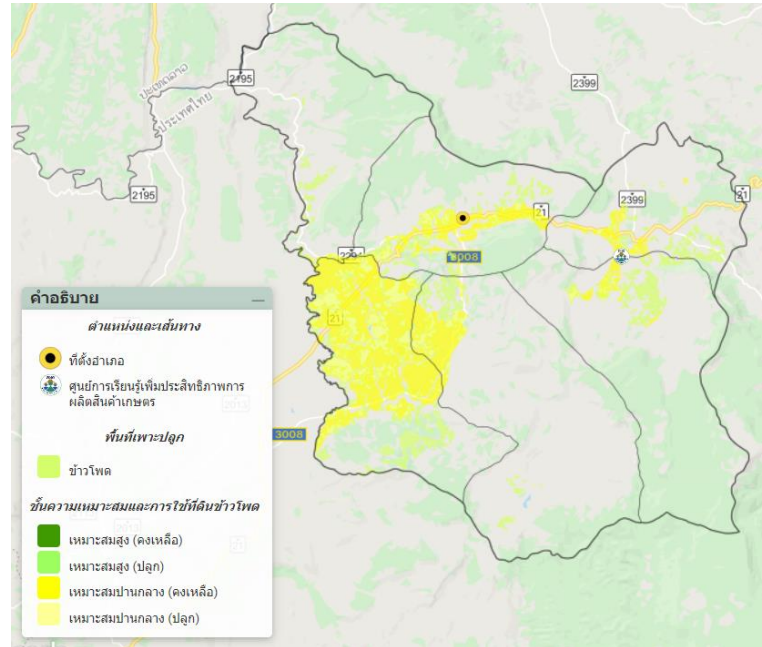 2195
2399
ประเทศลาว
ประเทศไทย
2195
2399
21
21
2294
3008
คำอธิบาย
ตำแหน่งและเส้นทาง
21
ที่ตั้งอำเภอ
ศูนย์การเรียนรู้เพิ่มประสิทธิภาพการ
ผลิตสินค้าเกษตร
2013
พื้นที่เพาะปลูก
3008
ข้าวโพด
ชั้นความเหมาะสมและการใช้ที่ดินข้าวโพด
เหมาะสมสูง (คงเหลือ)
21
เหมาะสมสูง (ปลูก)
เหมาะสมปานกลาง (คงเหลือ)
เหมาะสมปานกลาง (ปลูก)